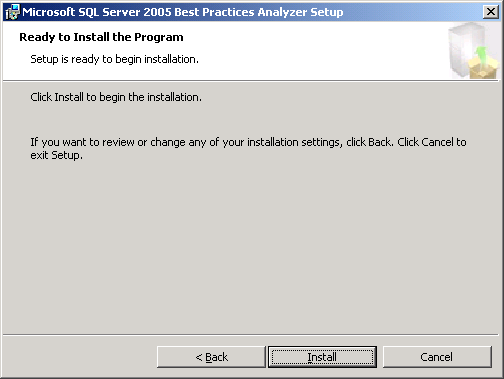 Microsoft SQL Server 2005 Best Practices Analyzer Setup
Ready to Install the Program
Setup is ready to begin installation.
Click Install to begin the installation.
If you want to review or change any of your installation settings, click Back. Click Cancel to
exit Setup.
< Back Install Cancel